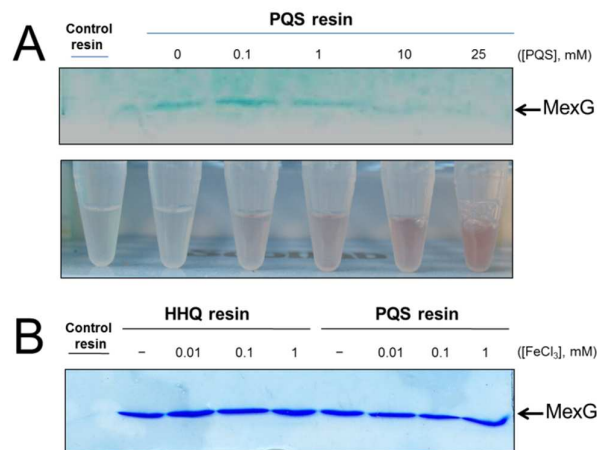 A
Control resin
PQS resin
0 0.1 1 10 25 ([PQS], mM)
←MexG
B
Control resin
HHQ resin PQS resin
– 0.01 0.1 1 – 0.01 0.1 1 ([FeCl₃], mM)
←MexG